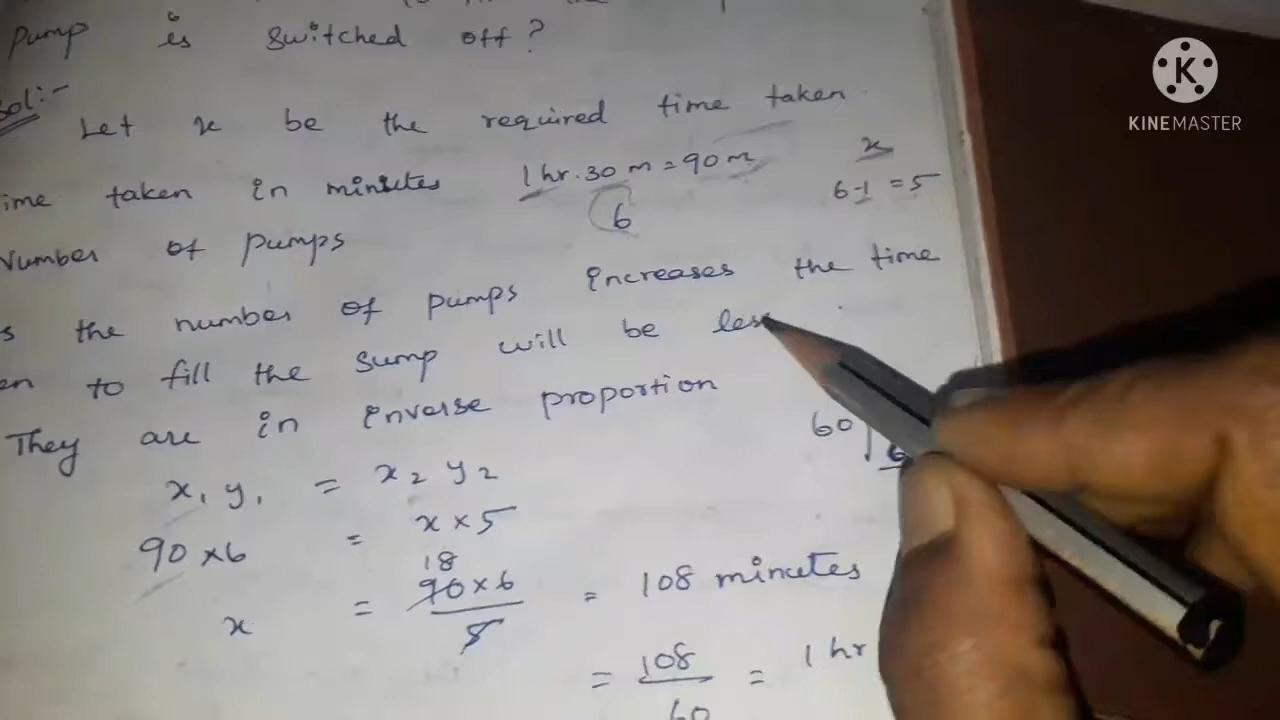 Pump is switched off?
Sol:-
Let x be the required time taken
ime taken in minutes 1 hr. 30 m = 90 m x
Number of pumps 6 6-1 = 5
s the number of pumps increases the time
en to fill the sump will be less
They are in inverse proportion
x1 y1 = x2 y2
60
90 x 6 = x x 5
18
x = 90 x 6 / 5 = 108 minutes
= 108 / 60 = 1 hr
KINEMASTER